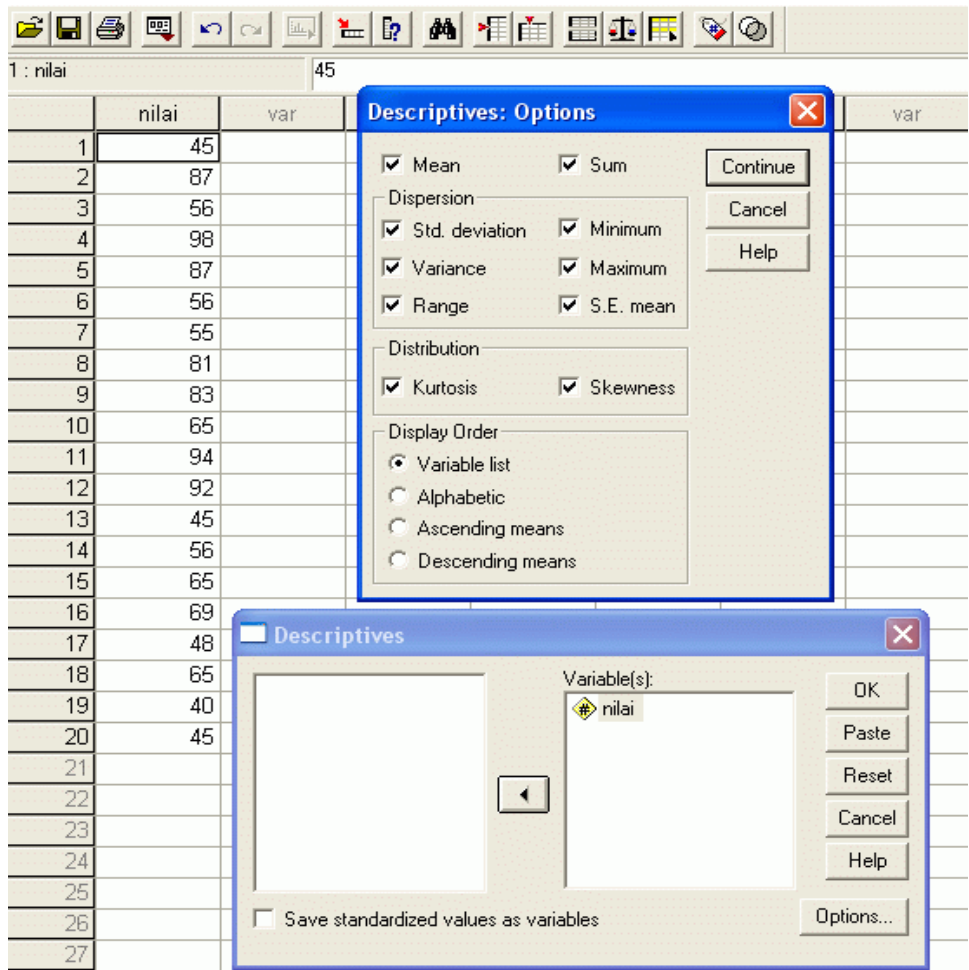 1 : nilai 45
nilai var var
1 45
2 87
3 56
4 98
5 87
6 56
7 55
8 81
9 83
10 65
11 94
12 92
13 45
14 56
15 65
16 69
17 48
18 65
19 40
20 45
21
22
23
24
25
26
27
Descriptives: Options
Mean Sum
Continue
Dispersion
Cancel
Std. deviation Minimum
Help
Variance Maximum
Range S.E. mean
Distribution
Kurtosis Skewness
Display Order
Variable list
Alphabetic
Ascending means
Descending means
Descriptives
Variable(s):
# nilai
OK
Paste
Reset
Cancel
Help
Save standardized values as variables
Options...